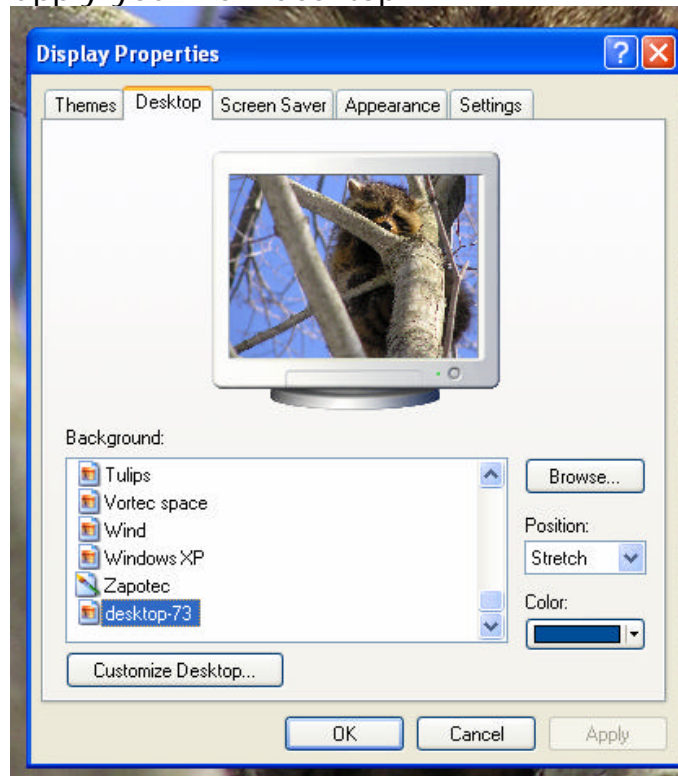 Display Properties
Themes Desktop Screen Saver Appearance Settings
Background:
Tulips
Vortec space
Wind
Windows XP
Zapotec
desktop-73
Browse...
Position:
Stretch
Color:
Customize Desktop...
OK Cancel Apply